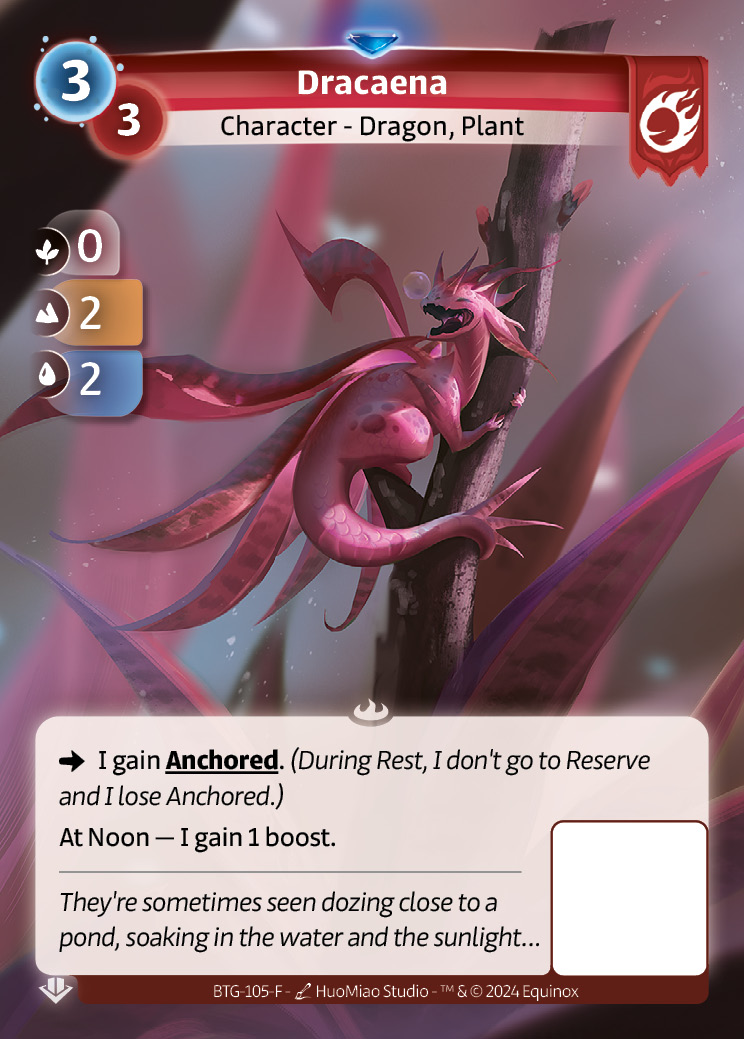 3
Dracaena
3
Character - Dragon, Plant
0
2
2
I gain Anchored. (During Rest, I don't go to Reserve
and I lose Anchored.)
At Noon — I gain 1 boost.
They're sometimes seen dozing close to a
pond, soaking in the water and the sunlight...
BTG-105-F - HuoMiao Studio - ™ & © 2024 Equinox